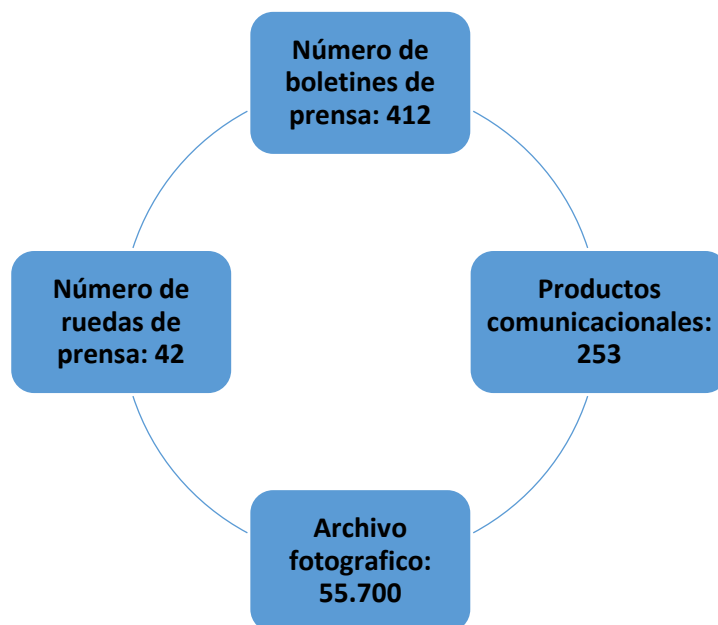 Número de
boletines de
prensa: 412
Número de
ruedas de
prensa: 42
Productos
comunicacionales:
253
Archivo
fotografico:
55.700